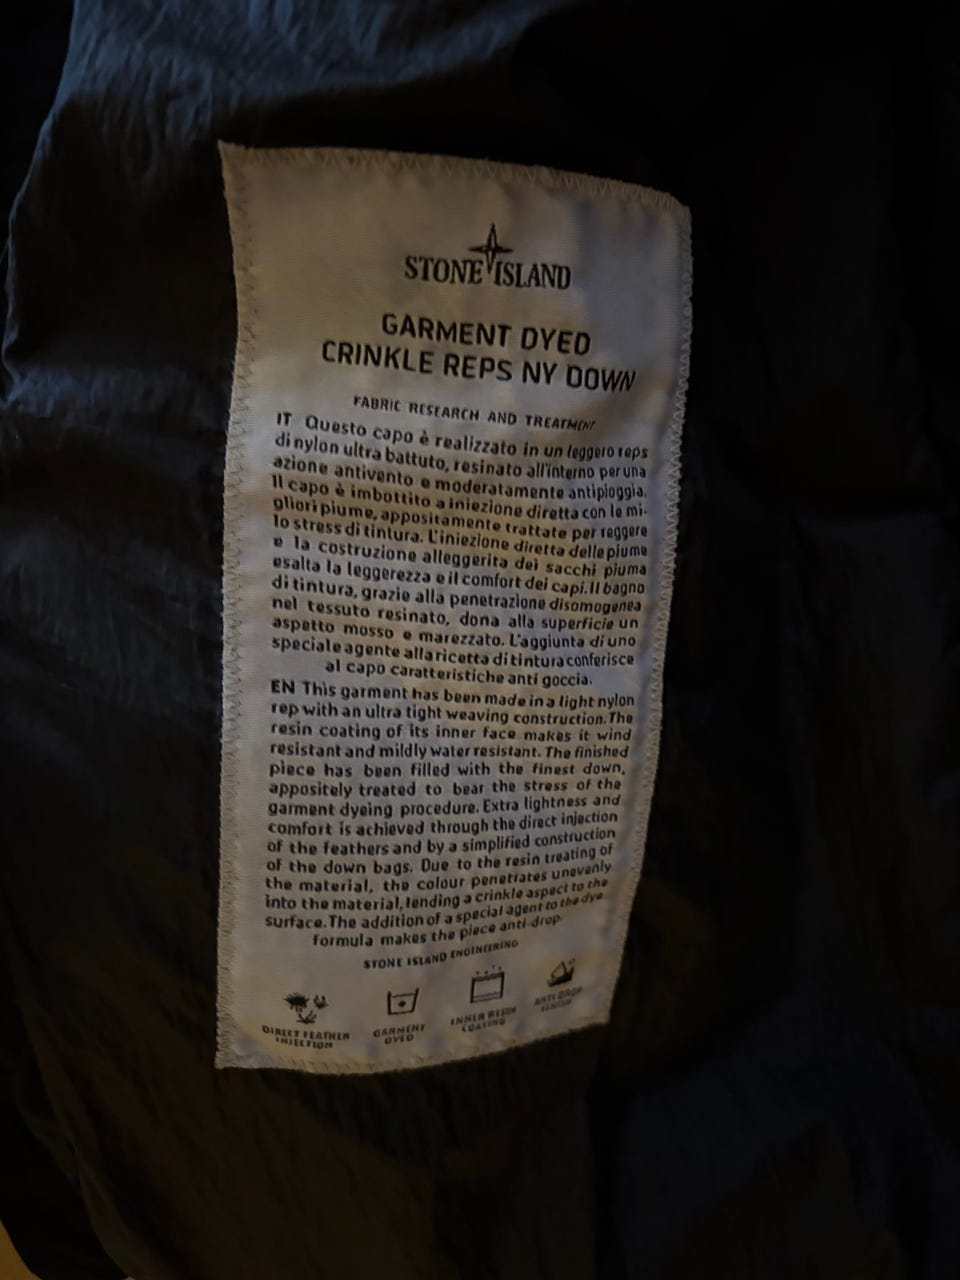 STONE ISLAND
GARMENT DYED
CRINKLE REPS NY DOWN
FABRIC RESEARCH AND TREATMENT
IT Questo capo è realizzato in un leggero reps
di nylon ultra battuto, resinato all'interno per una
azione antivento e moderatamente antipioggia.
Il capo è imbottito a iniezione diretta con le mi-
gliori piume, appositamente trattate per reggere
lo stress di tintura. L'iniezione diretta delle piume
e la costruzione alleggerita dei sacchi piuma
esalta la leggerezza e il comfort dei capi. Il bagno
di tintura, grazie alla penetrazione disomogenea
nel tessuto resinato, dona alla superficie un
aspetto mosso e marezzato. L'aggiunta di uno
speciale agente alla ricetta di tintura conferisce
al capo caratteristiche anti goccia.
EN This garment has been made in a light nylon
rep with an ultra tight weaving construction. The
resin coating of its inner face makes it wind
resistant and mildly water resistant. The finished
piece has been filled with the finest down,
appositely treated to bear the stress of the
garment dyeing procedure. Extra lightness and
comfort is achieved through the direct injection
of the feathers and by a simplified construction
of the down bags. Due to the resin treating of
the material, the colour penetrates unevenly
into the material, lending a crinkle aspect to the
surface. The addition of a special agent to the dye
formula makes the piece anti-drop.
STONE ISLAND ENGINEERING
DIRECT FEATHER
INJECTION
GARMENT
DYED
INNER RESIN
COATING
ANTI DROP